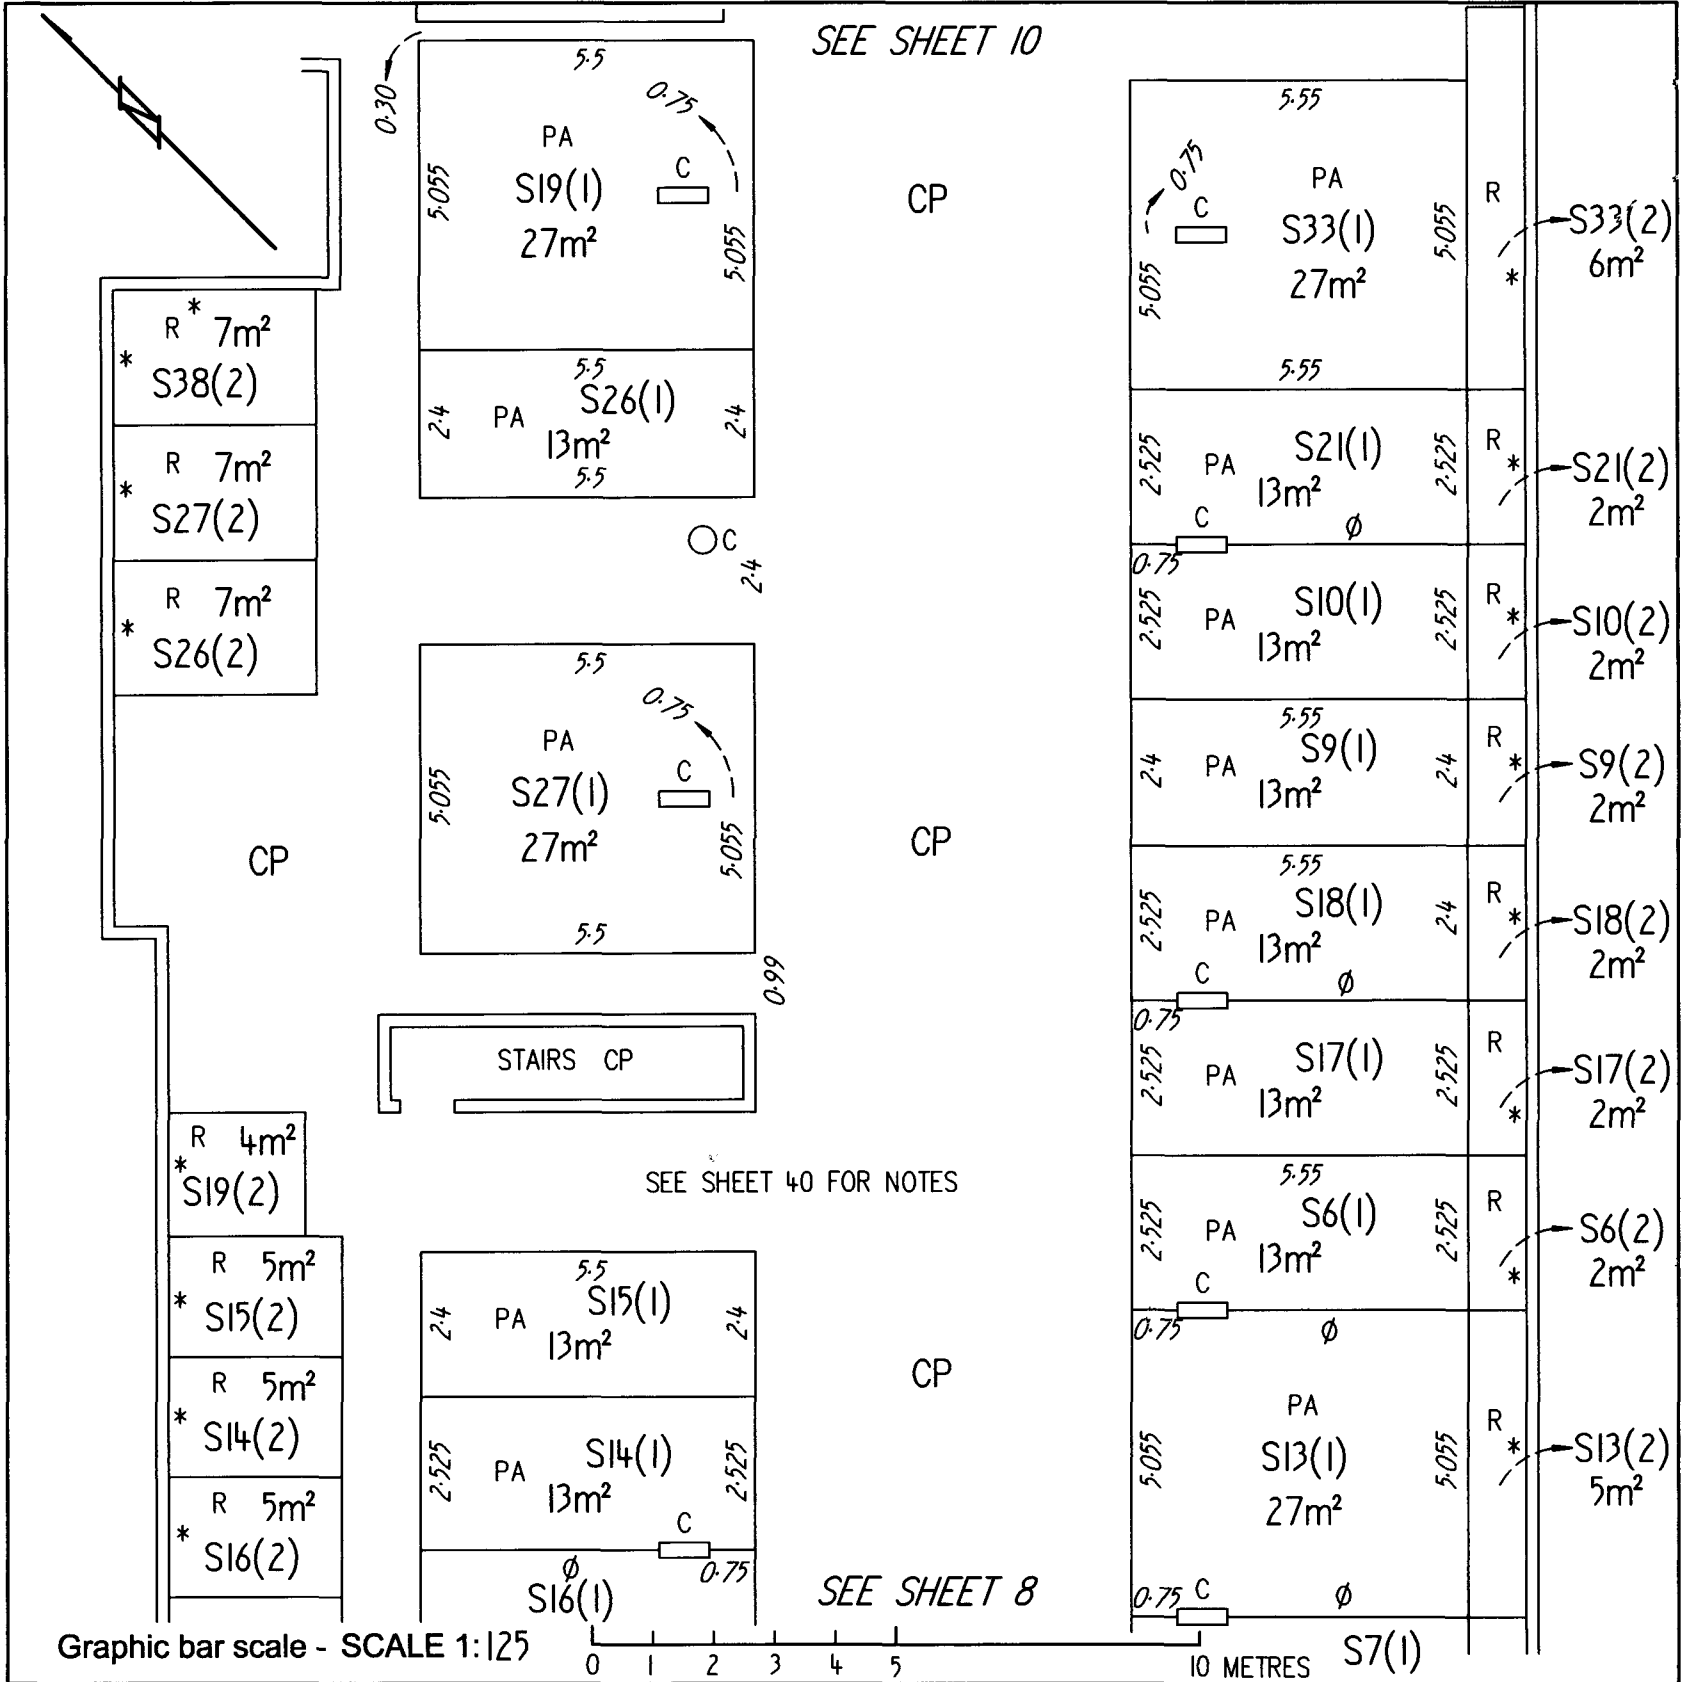 SEE SHEET 10
0.30
5.5
0.75
PA
C
S19(1)
27m²
5.055
5.055
CP
5.55
0.75
C
PA
S33(1)
27m²
5.055
5.055
5.55
R
*
S33(2)
6m²
R * 7m²
*
S38(2)
R 7m²
*
S27(2)
R 7m²
*
S26(2)
5.5
2.4
PA
S26(1)
13m²
2.4
5.5
C
2.4
2.525
PA
S21(1)
13m²
2.525
C
ø
0.75
R
*
S21(2)
2m²
2.525
PA
S10(1)
13m²
2.525
R
*
S10(2)
2m²
5.5
0.75
PA
C
S27(1)
27m²
5.055
5.055
5.5
0.99
CP
CP
5.55
2.4
PA
S9(1)
13m²
2.4
R
*
S9(2)
2m²
5.55
2.525
PA
S18(1)
13m²
2.4
C
ø
0.75
R
*
S18(2)
2m²
STAIRS CP
2.525
PA
S17(1)
13m²
2.525
R
*
S17(2)
2m²
R 4m²
*
S19(2)
SEE SHEET 40 FOR NOTES
5.55
2.525
PA
S6(1)
13m²
2.525
C
0.75
ø
R
*
S6(2)
2m²
R 5m²
*
S15(2)
R 5m²
*
S14(2)
R 5m²
*
S16(2)
5.5
2.4
PA
S15(1)
13m²
2.4
2.525
PA
S14(1)
13m²
2.525
C
ø
0.75
S16(1)
CP
PA
S13(1)
27m²
5.055
5.055
R
*
S13(2)
5m²
0.75
C
ø
S7(1)
SEE SHEET 8
Graphic bar scale - SCALE 1:125
0 1 2 3 4 5 10 METRES